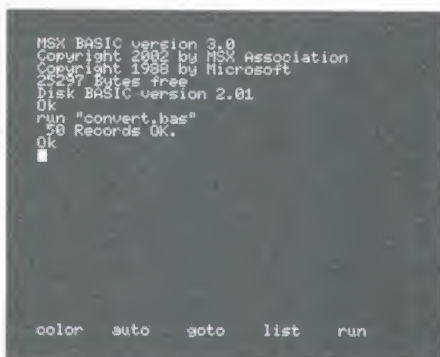 MSX BASIC version 3.0
Copyright 2002 by MSX Association
Copyright 1988 by Microsoft
25297 Bytes free
Disk BASIC version 2.01
Ok
run "convert.bas"
50 Records OK.
Ok
color auto goto list run